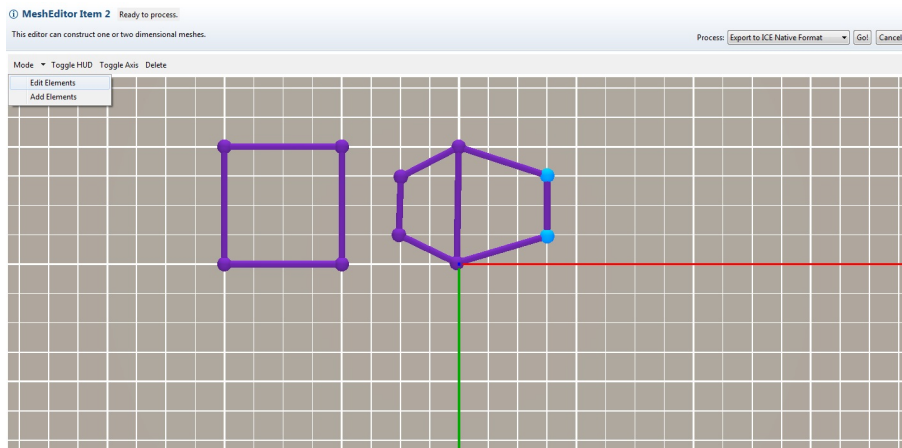 MeshEditor Item 2 Ready to process.
This editor can construct one or two dimensional meshes.
Process: Export to ICE Native Format Go! Cancel
Mode Toggle HUD Toggle Axis Delete
Edit Elements
Add Elements